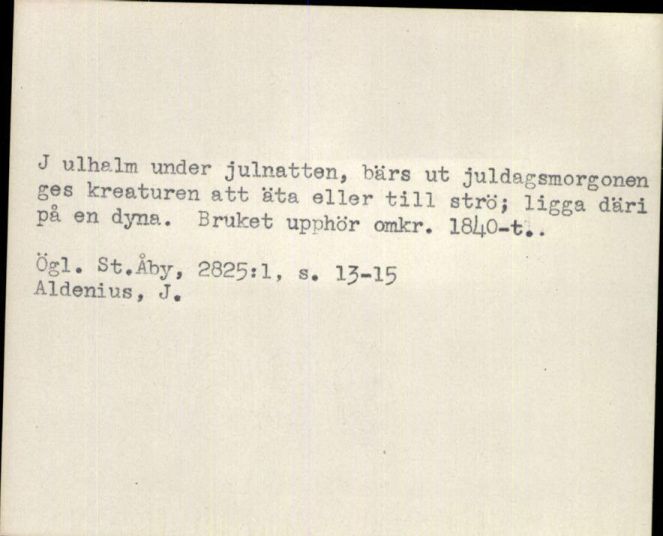 J ulhalm under julnatten, bärs ut juldagsmorgonen
ges kreaturen att äta eller till strö; ligga däri
på en dyna. Bruket upphör omkr. 1840-t..
Ögl. St.Åby, 2825:1, s. 13-15
Aldenius, J.